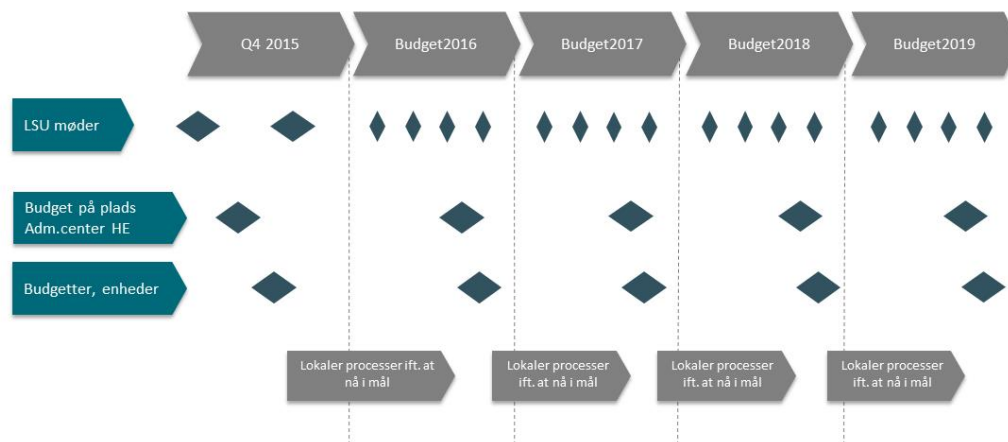 Q4 2015
Budget2016
Budget2017
Budget2018
Budget2019
LSU møder
Budget på plads
Adm.center HE
Budgetter, enheder
Lokaler processer ift. at
nå i mål
Lokaler processer
ift. at nå i mål
Lokaler processer
ift. at nå i mål
Lokaler processer
ift. at nå i mål